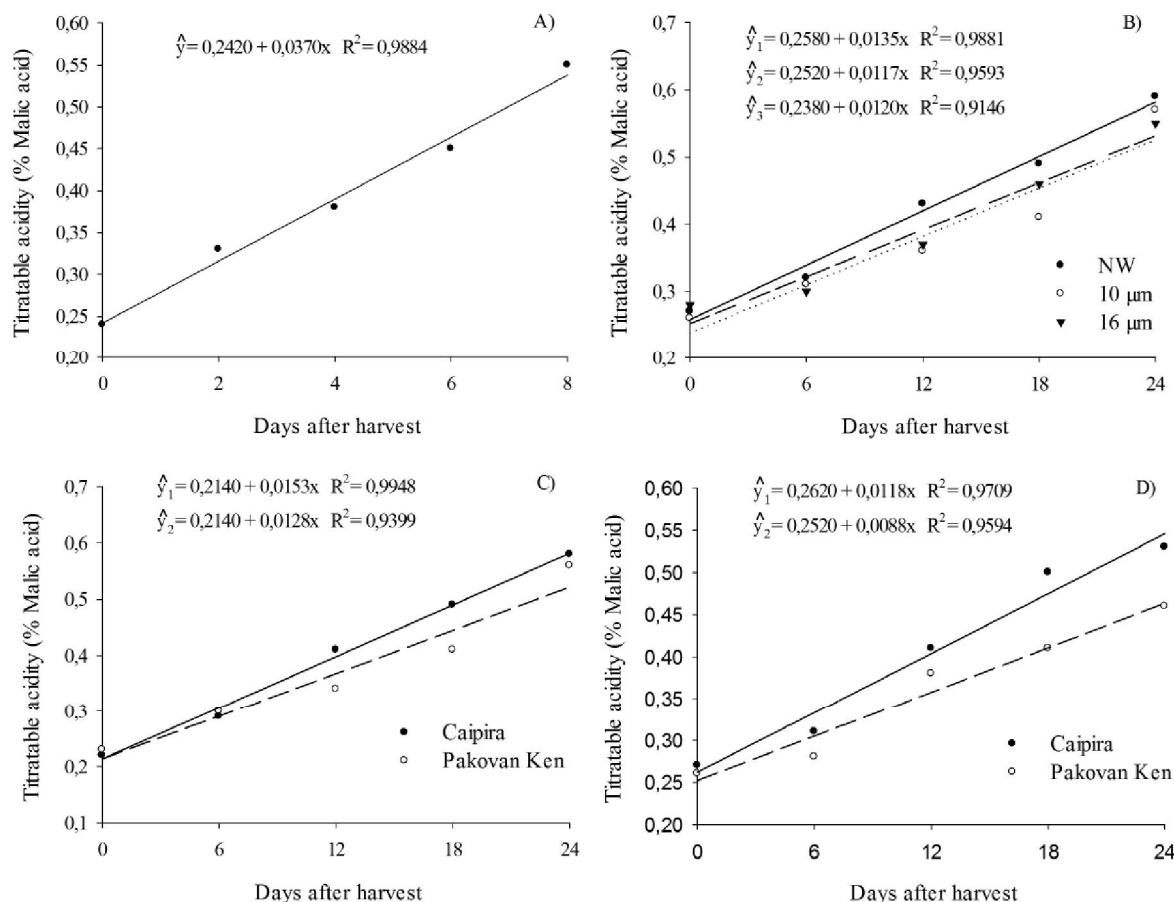 A)
ŷ = 0,2420 + 0,0370x R² = 0,9884
Titratable acidity (% Malic acid)
0,60
0,55
0,50
0,45
0,40
0,35
0,30
0,25
0,20
0 2 4 6 8
Days after harvest
B)
ŷ₁ = 0,2580 + 0,0135x R² = 0,9881
ŷ₂ = 0,2520 + 0,0117x R² = 0,9593
ŷ₃ = 0,2380 + 0,0120x R² = 0,9146
Titratable acidity (% Malic acid)
0,7
0,6
0,5
0,4
0,3
0,2
NW
10 µm
16 µm
0 6 12 18 24
Days after harvest
C)
ŷ₁ = 0,2140 + 0,0153x R² = 0,9948
ŷ₂ = 0,2140 + 0,0128x R² = 0,9399
Titratable acidity (% Malic acid)
0,7
0,6
0,5
0,4
0,3
0,2
0,1
Caipira
Pakovan Ken
0 6 12 18 24
Days after harvest
D)
ŷ₁ = 0,2620 + 0,0118x R² = 0,9709
ŷ₂ = 0,2520 + 0,0088x R² = 0,9594
Titratable acidity (% Malic acid)
0,60
0,55
0,50
0,45
0,40
0,35
0,30
0,25
0,20
Caipira
Pakovan Ken
0 6 12 18 24
Days after harvest